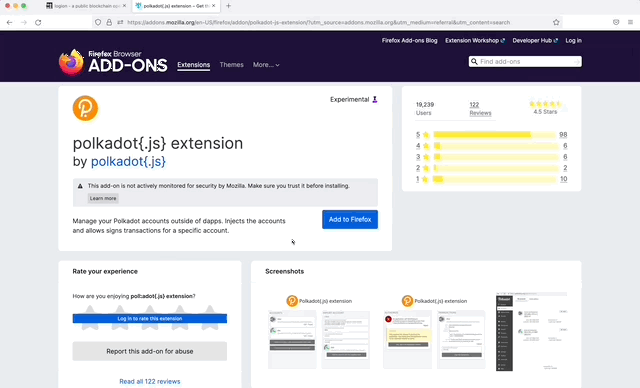 logion - a public blockchain
polkadot{.js} extension – Get th
https://addons.mozilla.org/en-US/firefox/addon/polkadot-js-extension/?utm_source=addons.mozilla.org&utm_medium=referral&utm_content=search
Firefox Add-ons Blog
Extension Workshop
Developer Hub
Log in
Firefox Browser
ADD-ONS
Extensions
Themes
More...
Find add-ons
Experimental
polkadot{.js} extension
by polkadot{.js}
This add-on is not actively monitored for security by Mozilla. Make sure you trust it before installing.
Learn more
Manage your Polkadot accounts outside of dapps. Injects the accounts
and allows signs transactions for a specific account.
Add to Firefox
19,239
Users
122
Reviews
4.5 Stars
5 98
4 6
3 6
2 2
1 10
Rate your experience
How are you enjoying polkadot{.js} extension?
Log in to rate this extension
Report this add-on for abuse
Read all 122 reviews
Screenshots
Polkadot{.js} extension
Polkadot{.js} extension